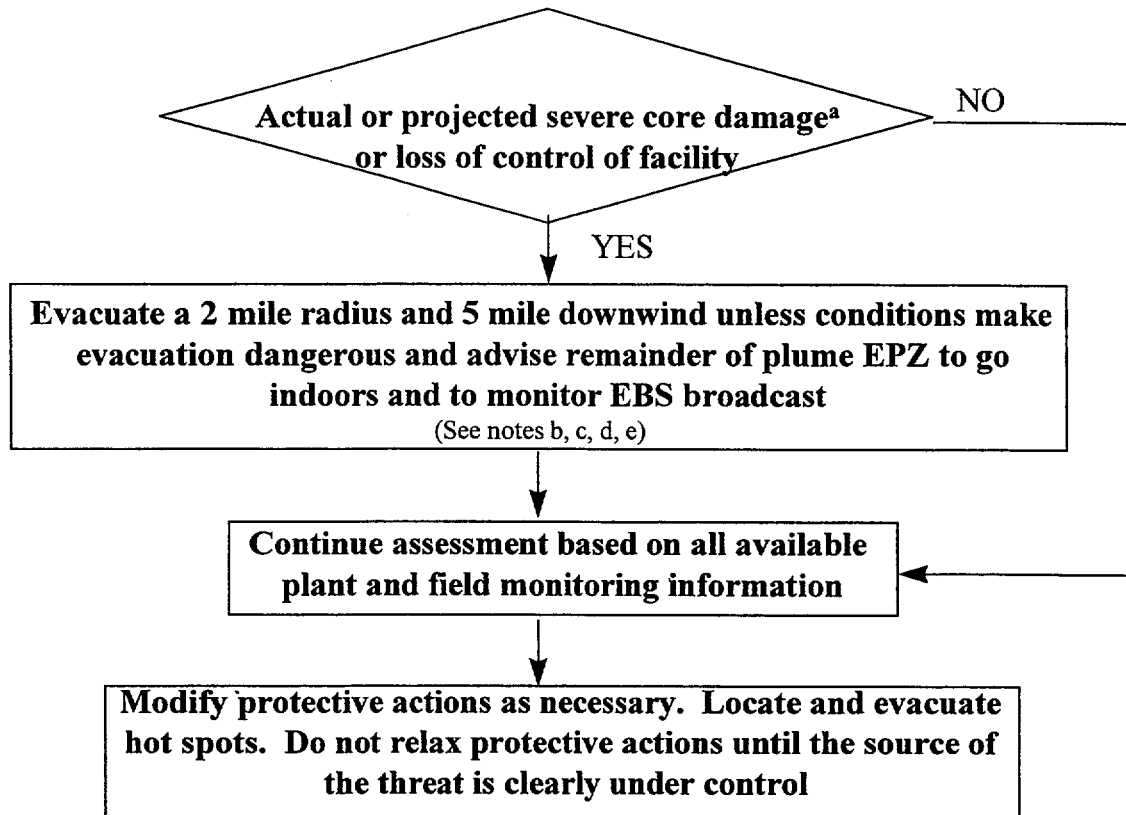 Actual or projected severe core damageᵃ
or loss of control of facility
NO
YES
Evacuate a 2 mile radius and 5 mile downwind unless conditions make
evacuation dangerous and advise remainder of plume EPZ to go
indoors and to monitor EBS broadcast
(See notes b, c, d, e)
Continue assessment based on all available
plant and field monitoring information
Modify protective actions as necessary. Locate and evacuate
hot spots. Do not relax protective actions until the source of
the threat is clearly under control